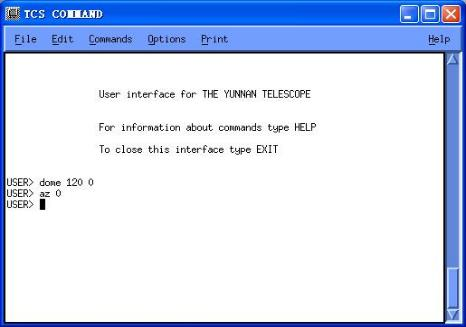 TCS COMMAND
File Edit Commands Options Print Help
User interface for THE YUNNAN TELESCOPE
For information about commands type HELP
To close this interface type EXIT
USER> dome 120 0
USER> az 0
USER>